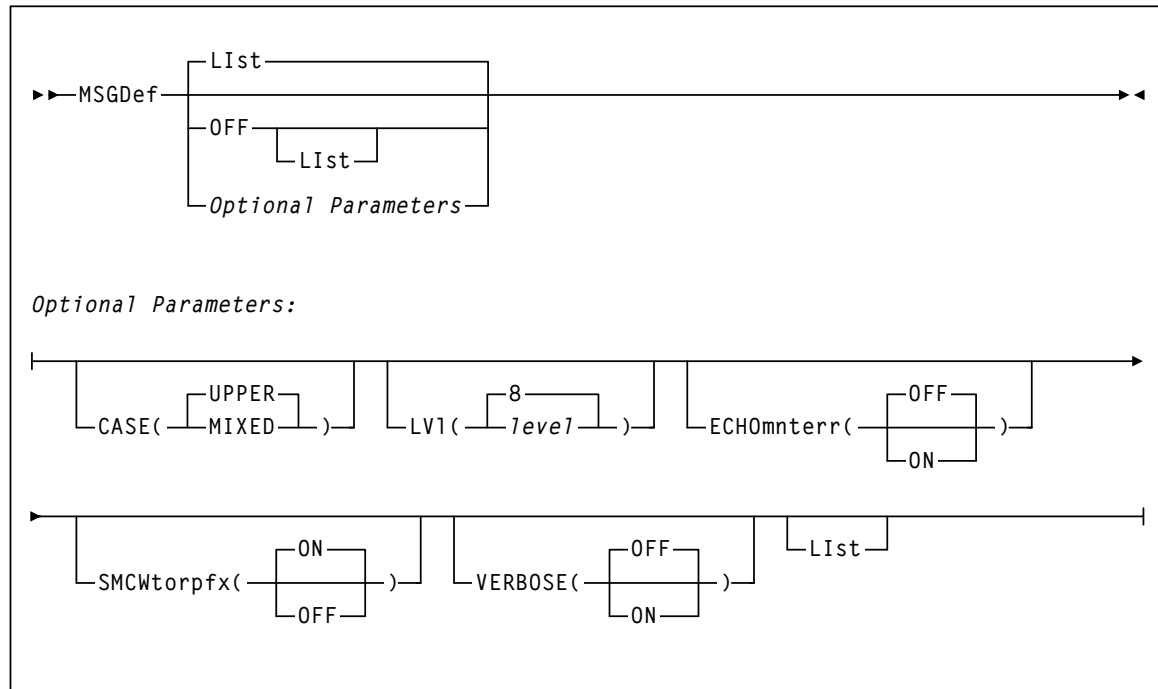 LIst
MSGDef
OFF
LIst
Optional Parameters
Optional Parameters:
UPPER 8 OFF
CASE( MIXED ) LVl( level ) ECHOmnterr( )
ON
ON OFF LIst
SMCWtorpfx( ) VERBOSE( )
OFF ON